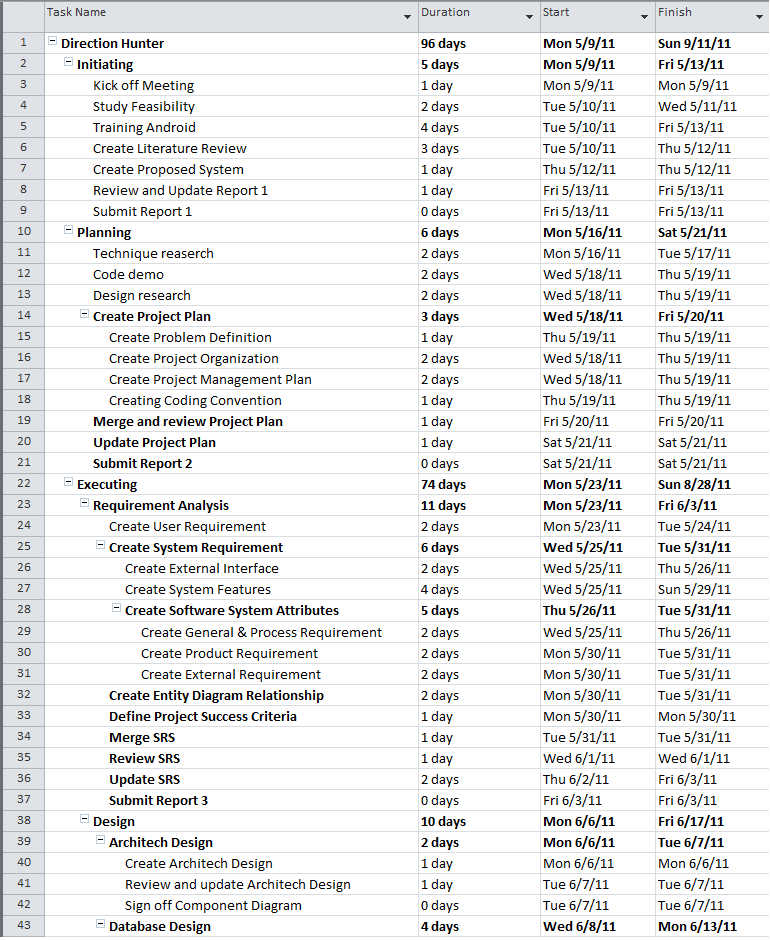 Task Name Duration Start Finish
1 Direction Hunter 96 days Mon 5/9/11 Sun 9/11/11
2 Initiating 5 days Mon 5/9/11 Fri 5/13/11
3 Kick off Meeting 1 day Mon 5/9/11 Mon 5/9/11
4 Study Feasibility 2 days Tue 5/10/11 Wed 5/11/11
5 Training Android 4 days Tue 5/10/11 Fri 5/13/11
6 Create Literature Review 3 days Tue 5/10/11 Thu 5/12/11
7 Create Proposed System 1 day Thu 5/12/11 Thu 5/12/11
8 Review and Update Report 1 1 day Fri 5/13/11 Fri 5/13/11
9 Submit Report 1 0 days Fri 5/13/11 Fri 5/13/11
10 Planning 6 days Mon 5/16/11 Sat 5/21/11
11 Technique reaserch 2 days Mon 5/16/11 Tue 5/17/11
12 Code demo 2 days Wed 5/18/11 Thu 5/19/11
13 Design research 2 days Wed 5/18/11 Thu 5/19/11
14 Create Project Plan 3 days Wed 5/18/11 Fri 5/20/11
15 Create Problem Definition 1 day Thu 5/19/11 Thu 5/19/11
16 Create Project Organization 2 days Wed 5/18/11 Thu 5/19/11
17 Create Project Management Plan 2 days Wed 5/18/11 Thu 5/19/11
18 Creating Coding Convention 1 day Thu 5/19/11 Thu 5/19/11
19 Merge and review Project Plan 1 day Fri 5/20/11 Fri 5/20/11
20 Update Project Plan 1 day Sat 5/21/11 Sat 5/21/11
21 Submit Report 2 0 days Sat 5/21/11 Sat 5/21/11
22 Executing 74 days Mon 5/23/11 Sun 8/28/11
23 Requirement Analysis 11 days Mon 5/23/11 Fri 6/3/11
24 Create User Requirement 2 days Mon 5/23/11 Tue 5/24/11
25 Create System Requirement 6 days Wed 5/25/11 Tue 5/31/11
26 Create External Interface 2 days Wed 5/25/11 Thu 5/26/11
27 Create System Features 4 days Wed 5/25/11 Sun 5/29/11
28 Create Software System Attributes 5 days Thu 5/26/11 Tue 5/31/11
29 Create General & Process Requirement 2 days Wed 5/25/11 Thu 5/26/11
30 Create Product Requirement 2 days Mon 5/30/11 Tue 5/31/11
31 Create External Requirement 2 days Mon 5/30/11 Tue 5/31/11
32 Create Entity Diagram Relationship 2 days Mon 5/30/11 Tue 5/31/11
33 Define Project Success Criteria 1 day Mon 5/30/11 Mon 5/30/11
34 Merge SRS 1 day Tue 5/31/11 Tue 5/31/11
35 Review SRS 1 day Wed 6/1/11 Wed 6/1/11
36 Update SRS 2 days Thu 6/2/11 Fri 6/3/11
37 Submit Report 3 0 days Fri 6/3/11 Fri 6/3/11
38 Design 10 days Mon 6/6/11 Fri 6/17/11
39 Architech Design 2 days Mon 6/6/11 Tue 6/7/11
40 Create Architech Design 1 day Mon 6/6/11 Mon 6/6/11
41 Review and update Architech Design 1 day Tue 6/7/11 Tue 6/7/11
42 Sign off Component Diagram 0 days Tue 6/7/11 Tue 6/7/11
43 Database Design 4 days Wed 6/8/11 Mon 6/13/11